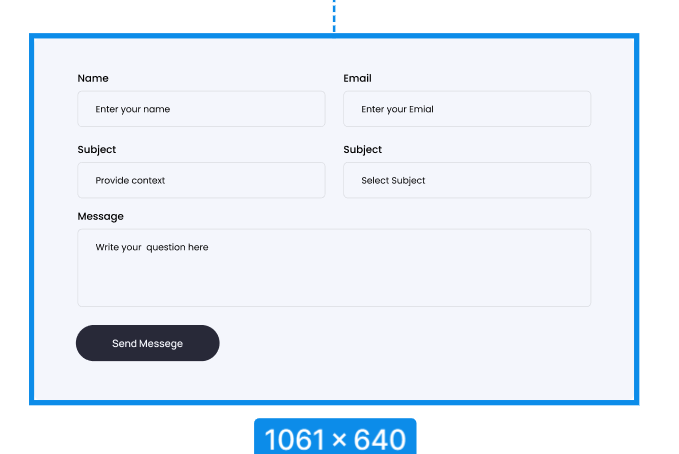 Name Email
Enter your name Enter your Emial
Subject Subject
Provide context Select Subject
Message
Write your  question here
Send Messege
1061 × 640